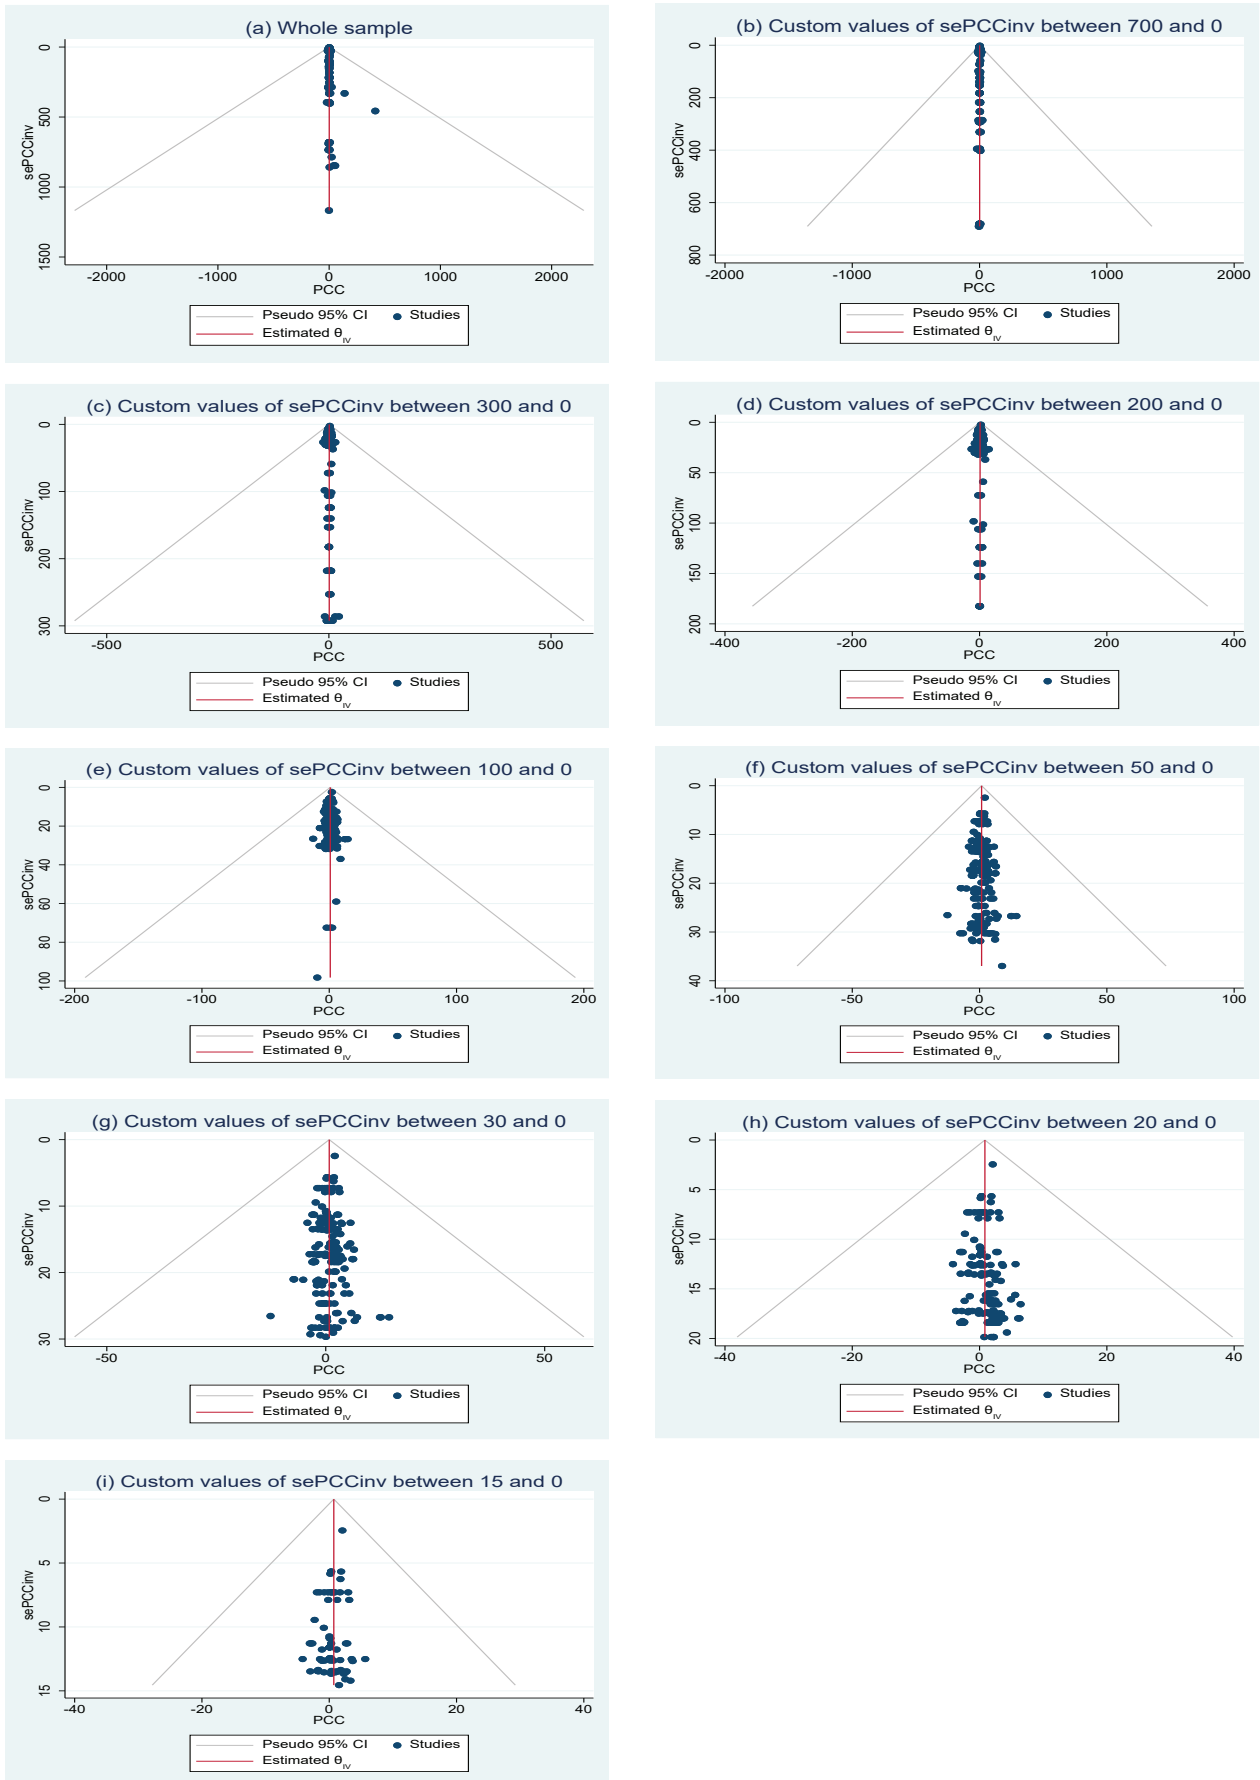 (a) Whole sample
sePCCinv
0
500
1000
1500
-2000 -1000 0 1000 2000
PCC
Pseudo 95% CI Studies
Estimated θIV
(b) Custom values of sePCCinv between 700 and 0
sePCCinv
0
200
400
600
800
-2000 -1000 0 1000 2000
PCC
Pseudo 95% CI Studies
Estimated θIV
(c) Custom values of sePCCinv between 300 and 0
sePCCinv
0
100
200
300
-500 0 500
PCC
Pseudo 95% CI Studies
Estimated θIV
(d) Custom values of sePCCinv between 200 and 0
sePCCinv
0
50
100
150
200
-400 -200 0 200 400
PCC
Pseudo 95% CI Studies
Estimated θIV
(e) Custom values of sePCCinv between 100 and 0
sePCCinv
0
20
40
60
80
100
-200 -100 0 100 200
PCC
Pseudo 95% CI Studies
Estimated θIV
(f) Custom values of sePCCinv between 50 and 0
sePCCinv
0
10
20
30
40
-100 -50 0 50 100
PCC
Pseudo 95% CI Studies
Estimated θIV
(g) Custom values of sePCCinv between 30 and 0
sePCCinv
0
10
20
30
-50 0 50
PCC
Pseudo 95% CI Studies
Estimated θIV
(h) Custom values of sePCCinv between 20 and 0
sePCCinv
0
5
10
15
20
-40 -20 0 20 40
PCC
Pseudo 95% CI Studies
Estimated θIV
(i) Custom values of sePCCinv between 15 and 0
sePCCinv
0
5
10
15
-40 -20 0 20 40
PCC
Pseudo 95% CI Studies
Estimated θIV